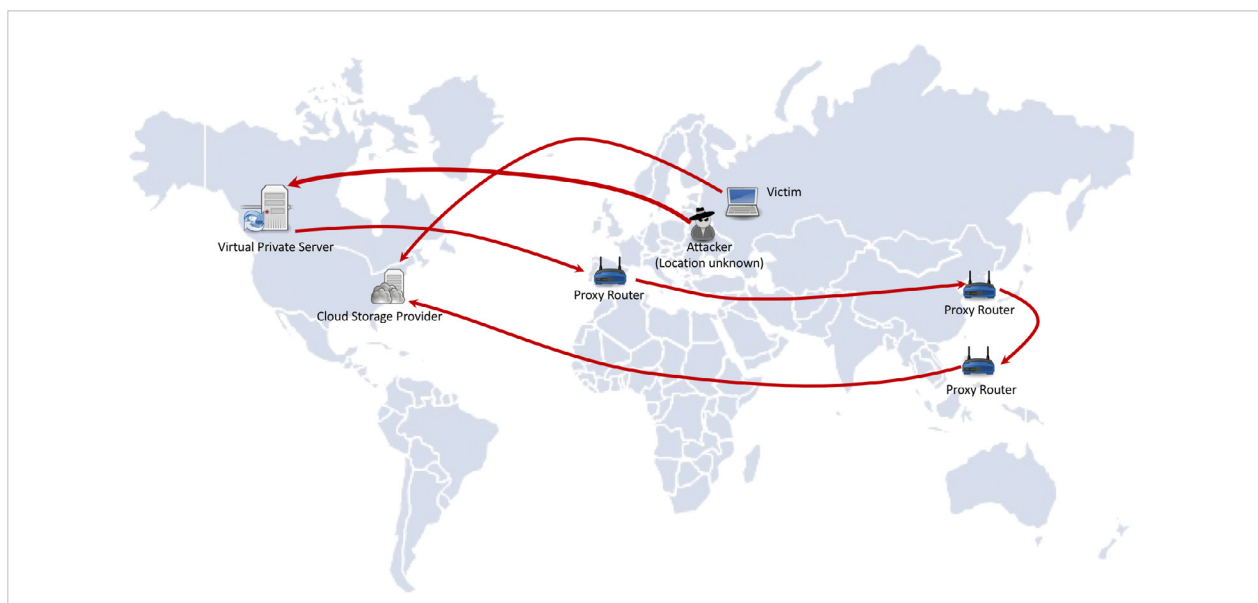 Victim
Virtual Private Server
Attacker
(Location unknown)
Proxy Router
Cloud Storage Provider
Proxy Router
Proxy Router